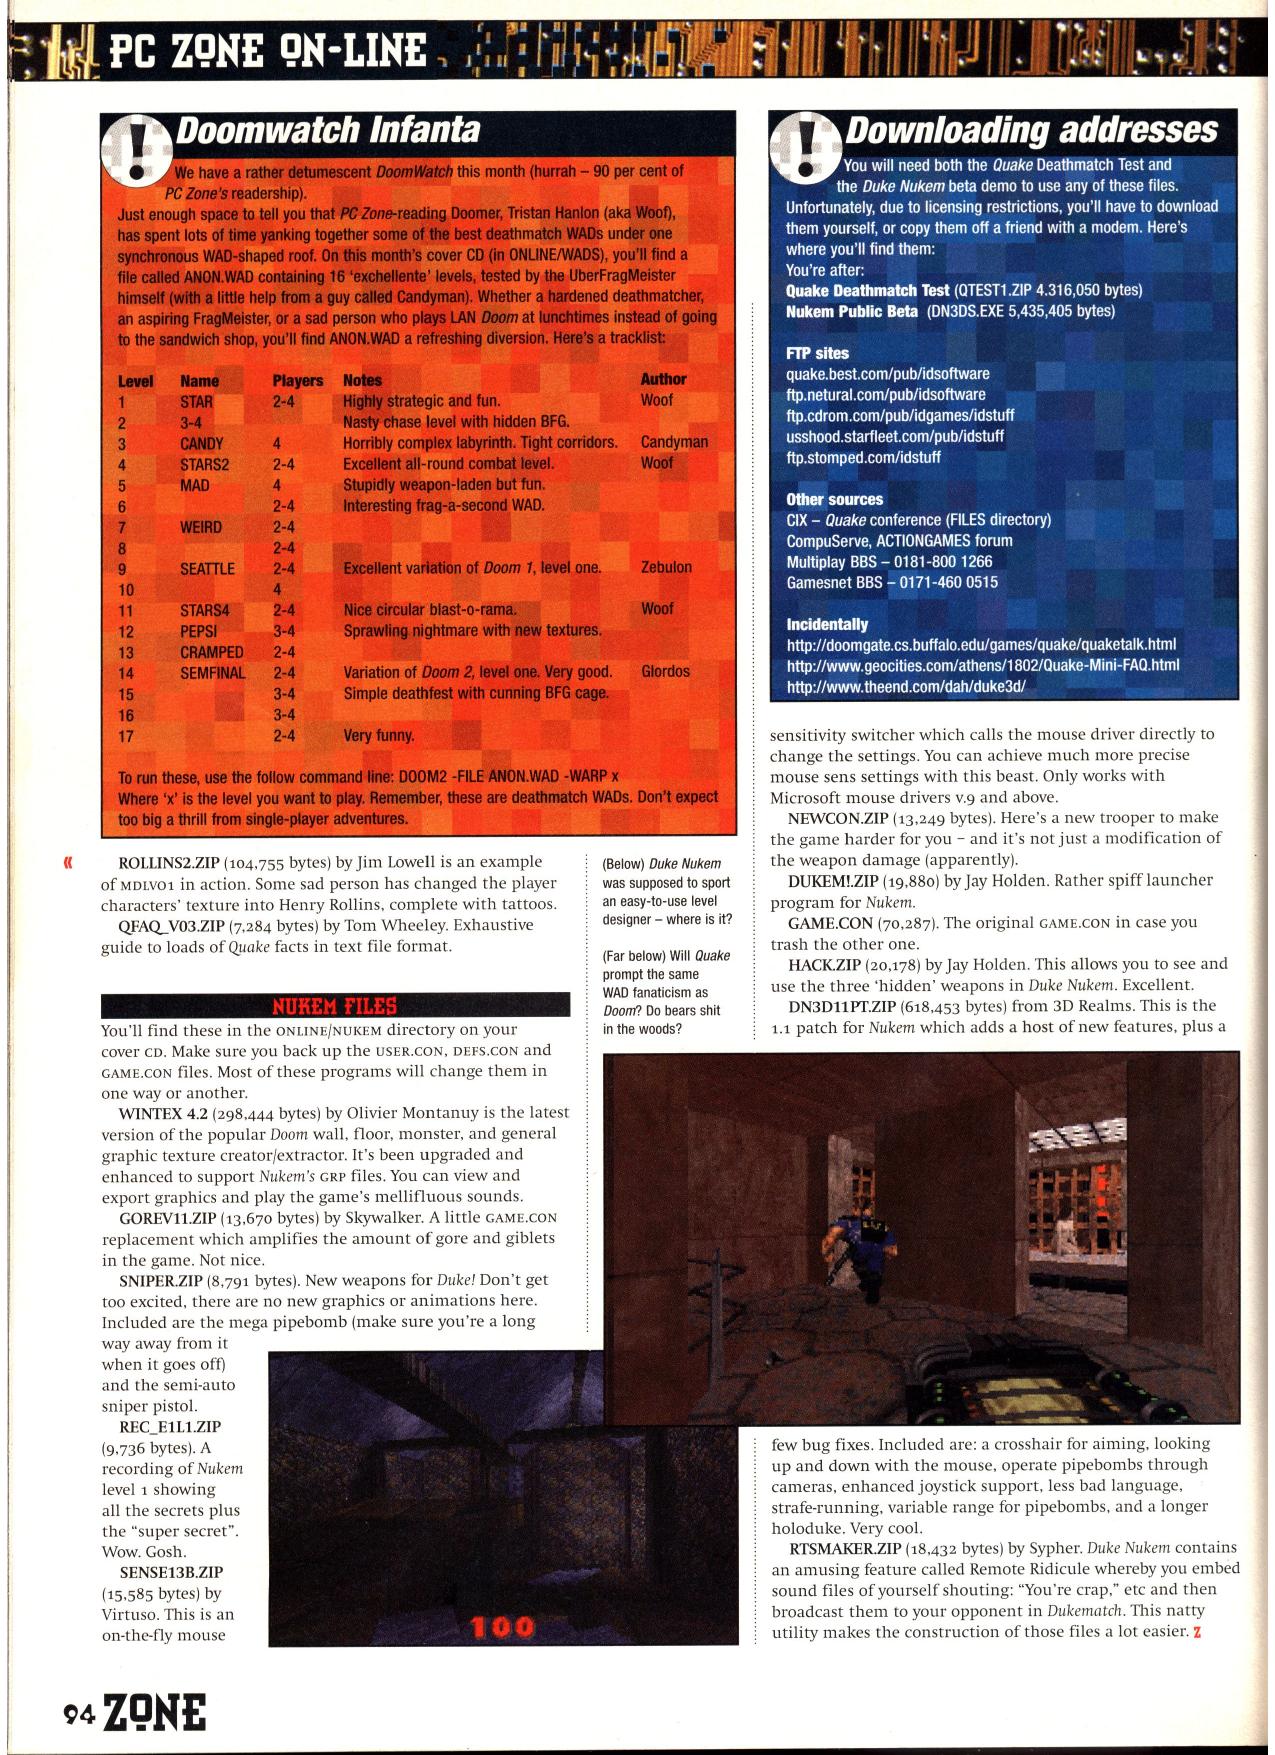 PC ZONE ON-LINE
Doomwatch Infanta
We have a rather detumescent DoomWatch this month (hurrah – 90 per cent of
PC Zone's readership).
Just enough space to tell you that PC Zone-reading Doomer, Tristan Hanlon (aka Woof),
has spent lots of time yanking together some of the best deathmatch WADs under one
synchronous WAD-shaped roof. On this month's cover CD (in ONLINE/WADS), you'll find a
file called ANON.WAD containing 16 'exchellente' levels, tested by the UberFragMeister
himself (with a little help from a guy called Candyman). Whether a hardened deathmatcher,
an aspiring FragMeister, or a sad person who plays LAN Doom at lunchtimes instead of going
to the sandwich shop, you'll find ANON.WAD a refreshing diversion. Here's a tracklist:
Level Name Players Notes Author
1 STAR 2-4 Highly strategic and fun. Woof
2 3-4 Nasty chase level with hidden BFG.
3 CANDY 4 Horribly complex labyrinth. Tight corridors. Candyman
4 STARS2 2-4 Excellent all-round combat level. Woof
5 MAD 4 Stupidly weapon-laden but fun.
6 2-4 Interesting frag-a-second WAD.
7 WEIRD 2-4
8 2-4
9 SEATTLE 2-4 Excellent variation of Doom 1, level one. Zebulon
10 4
11 STARS4 2-4 Nice circular blast-o-rama. Woof
12 PEPSI 3-4 Sprawling nightmare with new textures.
13 CRAMPED 2-4
14 SEMFINAL 2-4 Variation of Doom 2, level one. Very good. Glordos
15 3-4 Simple deathfest with cunning BFG cage.
16 3-4
17 2-4 Very funny.
To run these, use the follow command line: DOOM2 -FILE ANON.WAD -WARP x
Where 'x' is the level you want to play. Remember, these are deathmatch WADs. Don't expect
too big a thrill from single-player adventures.
Downloading addresses
You will need both the Quake Deathmatch Test and
the Duke Nukem beta demo to use any of these files.
Unfortunately, due to licensing restrictions, you'll have to download
them yourself, or copy them off a friend with a modem. Here's
where you'll find them:
You're after:
Quake Deathmatch Test (QTEST1.ZIP 4.316,050 bytes)
Nukem Public Beta (DN3DS.EXE 5,435,405 bytes)
FTP sites
quake.best.com/pub/idsoftware
ftp.netural.com/pub/idsoftware
ftp.cdrom.com/pub/idgames/idstuff
usshood.starfleet.com/pub/idstuff
ftp.stomped.com/idstuff
Other sources
CIX – Quake conference (FILES directory)
CompuServe, ACTIONGAMES forum
Multiplay BBS – 0181-800 1266
Gamesnet BBS – 0171-460 0515
Incidentally
http://doomgate.cs.buffalo.edu/games/quake/quaketalk.html
http://www.geocities.com/athens/1802/Quake-Mini-FAQ.html
http://www.theend.com/dah/duke3d/
« ROLLINS2.ZIP (104,755 bytes) by Jim Lowell is an example
of MDLV01 in action. Some sad person has changed the player
characters' texture into Henry Rollins, complete with tattoos.
QFAQ_V03.ZIP (7,284 bytes) by Tom Wheeley. Exhaustive
guide to loads of Quake facts in text file format.
NUKEM FILES
You'll find these in the ONLINE/NUKEM directory on your
cover CD. Make sure you back up the USER.CON, DEFS.CON and
GAME.CON files. Most of these programs will change them in
one way or another.
WINTEX 4.2 (298,444 bytes) by Olivier Montanuy is the latest
version of the popular Doom wall, floor, monster, and general
graphic texture creator/extractor. It's been upgraded and
enhanced to support Nukem's GRP files. You can view and
export graphics and play the game's mellifluous sounds.
GOREV11.ZIP (13,670 bytes) by Skywalker. A little GAME.CON
replacement which amplifies the amount of gore and giblets
in the game. Not nice.
SNIPER.ZIP (8,791 bytes). New weapons for Duke! Don't get
too excited, there are no new graphics or animations here.
Included are the mega pipebomb (make sure you're a long
way away from it
when it goes off)
and the semi-auto
sniper pistol.
REC_E1L1.ZIP
(9,736 bytes). A
recording of Nukem
level 1 showing
all the secrets plus
the "super secret".
Wow. Gosh.
SENSE13B.ZIP
(15,585 bytes) by
Virtuso. This is an
on-the-fly mouse
(Below) Duke Nukem
was supposed to sport
an easy-to-use level
designer – where is it?
(Far below) Will Quake
prompt the same
WAD fanaticism as
Doom? Do bears shit
in the woods?
100
sensitivity switcher which calls the mouse driver directly to
change the settings. You can achieve much more precise
mouse sens settings with this beast. Only works with
Microsoft mouse drivers v.9 and above.
NEWCON.ZIP (13,249 bytes). Here's a new trooper to make
the game harder for you – and it's not just a modification of
the weapon damage (apparently).
DUKEM!.ZIP (19,880) by Jay Holden. Rather spiff launcher
program for Nukem.
GAME.CON (70,287). The original GAME.CON in case you
trash the other one.
HACK.ZIP (20,178) by Jay Holden. This allows you to see and
use the three 'hidden' weapons in Duke Nukem. Excellent.
DN3D11PT.ZIP (618,453 bytes) from 3D Realms. This is the
1.1 patch for Nukem which adds a host of new features, plus a
few bug fixes. Included are: a crosshair for aiming, looking
up and down with the mouse, operate pipebombs through
cameras, enhanced joystick support, less bad language,
strafe-running, variable range for pipebombs, and a longer
holoduke. Very cool.
RTSMAKER.ZIP (18,432 bytes) by Sypher. Duke Nukem contains
an amusing feature called Remote Ridicule whereby you embed
sound files of yourself shouting: "You're crap," etc and then
broadcast them to your opponent in Dukematch. This natty
utility makes the construction of those files a lot easier. Z
94 ZONE